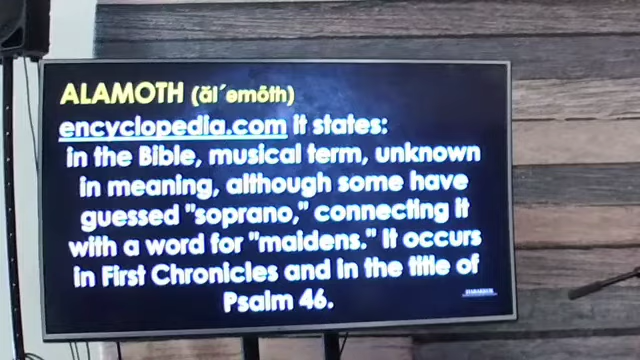 ALAMOTH (ăl´əmŏth)
encyclopedia.com it states:
in the Bible, musical term, unknown
in meaning, although some have
guessed "soprano," connecting it
with a word for "maidens." It occurs
in First Chronicles and in the title of
Psalm 46.